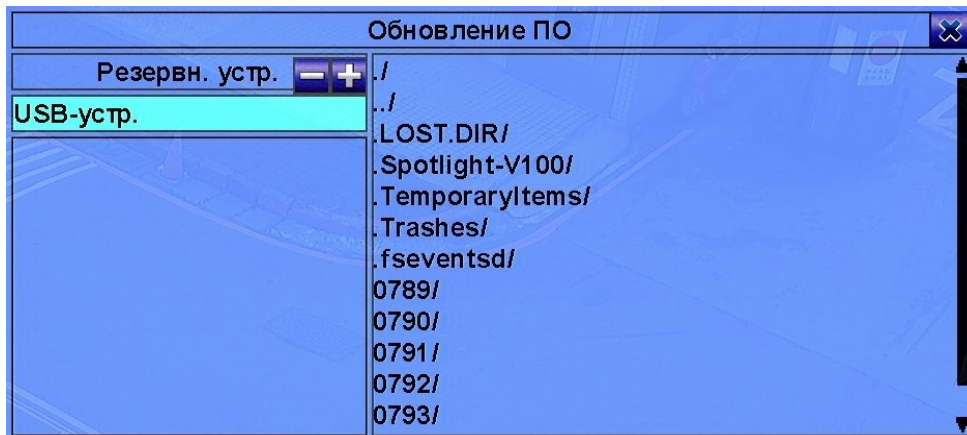 Обновление ПО
Резервн. устр.
USB-устр.
./
../
.LOST.DIR/
.Spotlight-V100/
.TemporaryItems/
.Trashes/
.fseventsd/
0789/
0790/
0791/
0792/
0793/